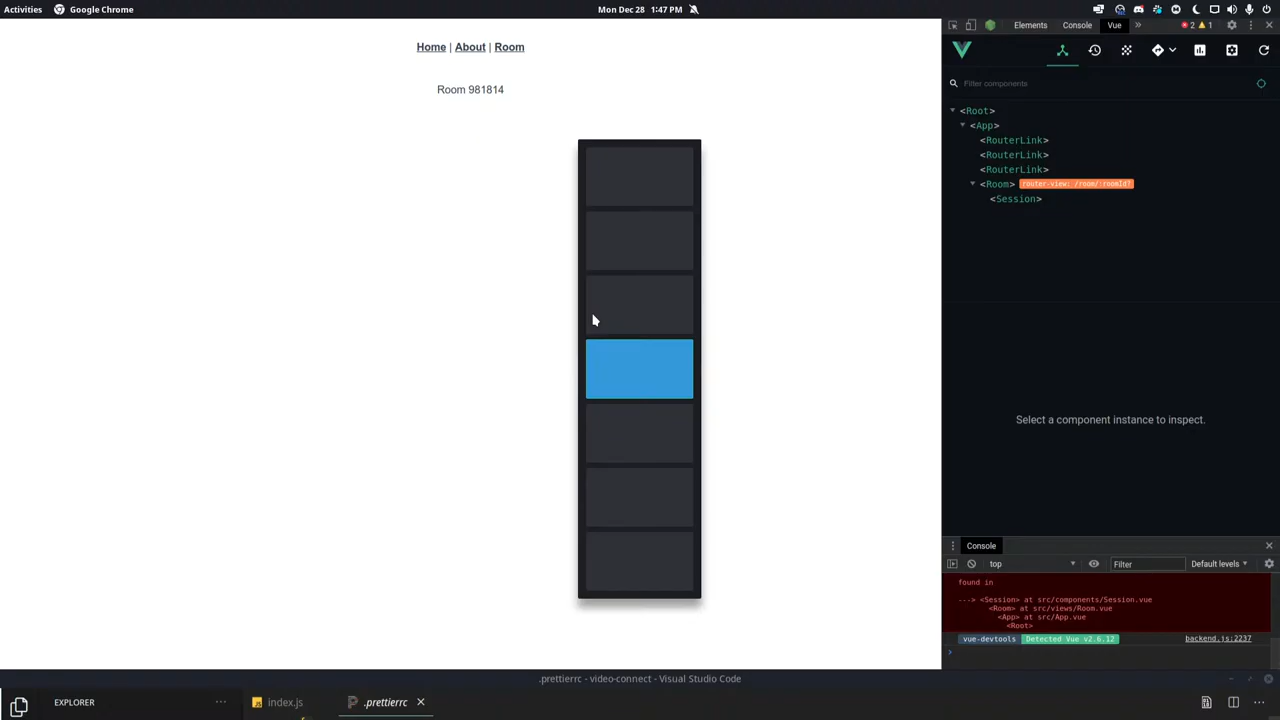 Activities Google Chrome Mon Dec 28 1:47 PM
Home | About | Room
Room 981814
Elements Console Vue » 2 1
Filter components
<Root>
<App>
<RouterLink>
<RouterLink>
<RouterLink>
<Room> router-view: /room/:roomId?
<Session>
Select a component instance to inspect.
Console
top Filter Default levels
found in
---> <Session> at src/components/Session.vue
<Room> at src/views/Room.vue
<App> at src/App.vue
<Root>
vue-devtools Detected Vue v2.6.12 backend.js:2237
.prettierrc - video-connect - Visual Studio Code
EXPLORER ... index.js .prettierrc